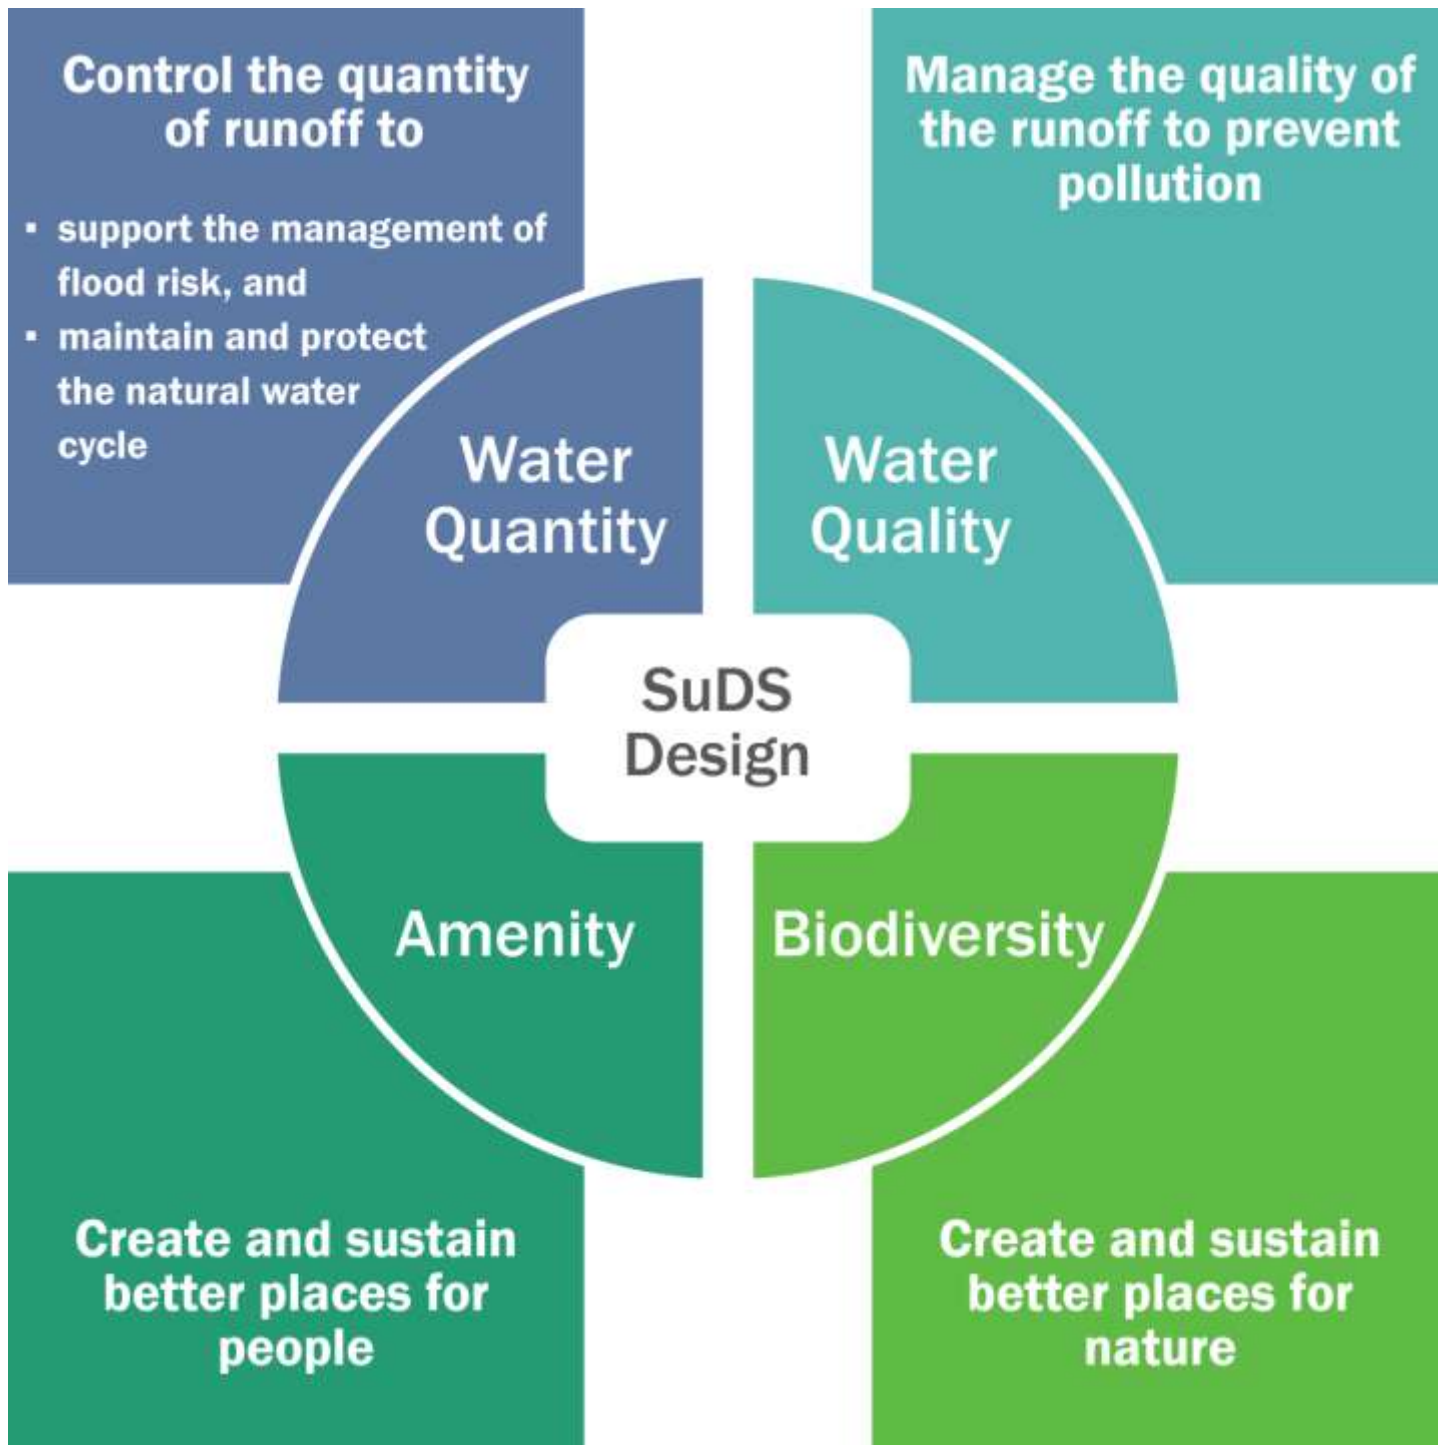 Control the quantity
of runoff to
▪ support the management of
flood risk, and
▪ maintain and protect
the natural water
cycle
Manage the quality of
the runoff to prevent
pollution
Water
Quantity
Water
Quality
SuDS
Design
Amenity
Biodiversity
Create and sustain
better places for
people
Create and sustain
better places for
nature